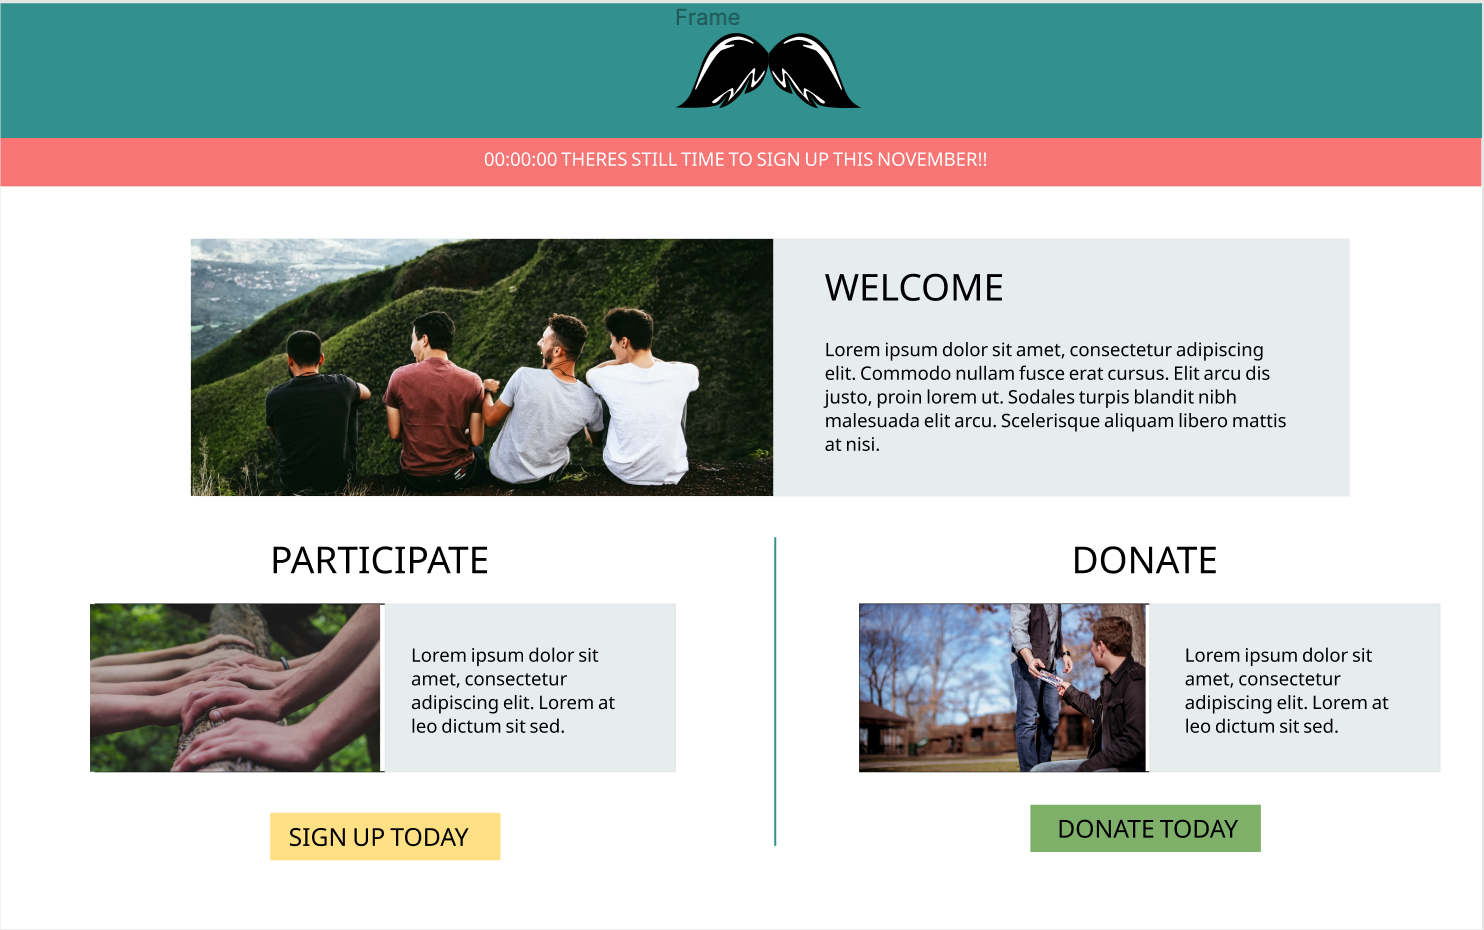 Frame
00:00:00 THERES STILL TIME TO SIGN UP THIS NOVEMBER!!
WELCOME
Lorem ipsum dolor sit amet, consectetur adipiscing
elit. Commodo nullam fusce erat cursus. Elit arcu dis
justo, proin lorem ut. Sodales turpis blandit nibh
malesuada elit arcu. Scelerisque aliquam libero mattis
at nisi.
PARTICIPATE
Lorem ipsum dolor sit
amet, consectetur
adipiscing elit. Lorem at
leo dictum sit sed.
SIGN UP TODAY
DONATE
Lorem ipsum dolor sit
amet, consectetur
adipiscing elit. Lorem at
leo dictum sit sed.
DONATE TODAY